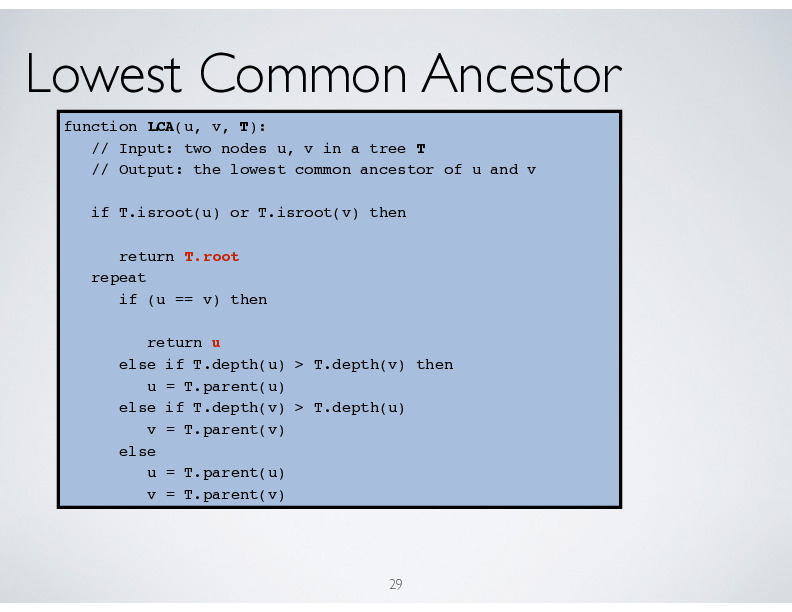 Lowest Common Ancestor
function LCA(u, v, T):
// Input: two nodes u, v in a tree T
// Output: the lowest common ancestor of u and v
if T.isroot(u) or T.isroot(v) then
return T.root
repeat
if (u == v) then
return u
else if T.depth(u) > T.depth(v) then
u = T.parent(u)
else if T.depth(v) > T.depth(u)
v = T.parent(v)
else
u = T.parent(u)
v = T.parent(v)
29